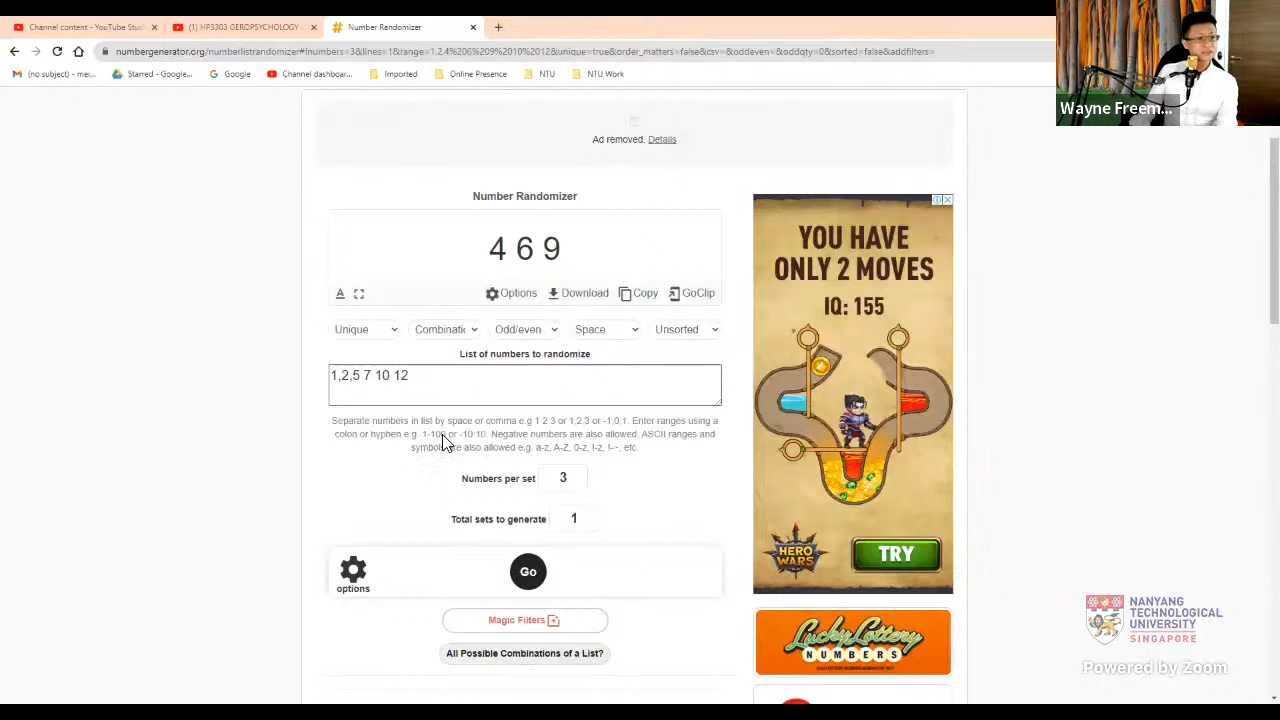 Channel content - YouTube Stu
(1) HP3303 GEROPSYCHOLOGY
Number Randomizer
numbergenerator.org/numberlistrandomizer#!numbers=3&lines=1&range=1,2,4%206%209%2010%2012&unique=true&order_matters=false&csv=&oddeven=&oddqty=0&sorted=false&addfilters=
(no subject) - me...
Starred - Google...
Google
Channel dashboar...
Imported
Online Presence
NTU
NTU Work
Wayne Freem...
Ad removed. Details
Number Randomizer
4 6 9
Options
Download
Copy
GoClip
Unique
Combinatio
Odd/even
Space
Unsorted
List of numbers to randomize
1,2,5 7 10 12
Separate numbers in list by space or comma e.g 1 2 3 or 1,2,3 or -1,0,1. Enter ranges using a
colon or hyphen e.g. 1-100 or -10:10. Negative numbers are also allowed. ASCII ranges and
symbols are also allowed e.g. a-z, A-Z, 0-z, !-z, !-~, etc.
Numbers per set 3
Total sets to generate 1
options
Go
Magic Filters
All Possible Combinations of a List?
YOU HAVE
ONLY 2 MOVES
IQ: 155
HERO
WARS
TRY
Lucky Lottery
NUMBERS
NANYANG
TECHNOLOGICAL
UNIVERSITY
SINGAPORE
Powered by Zoom